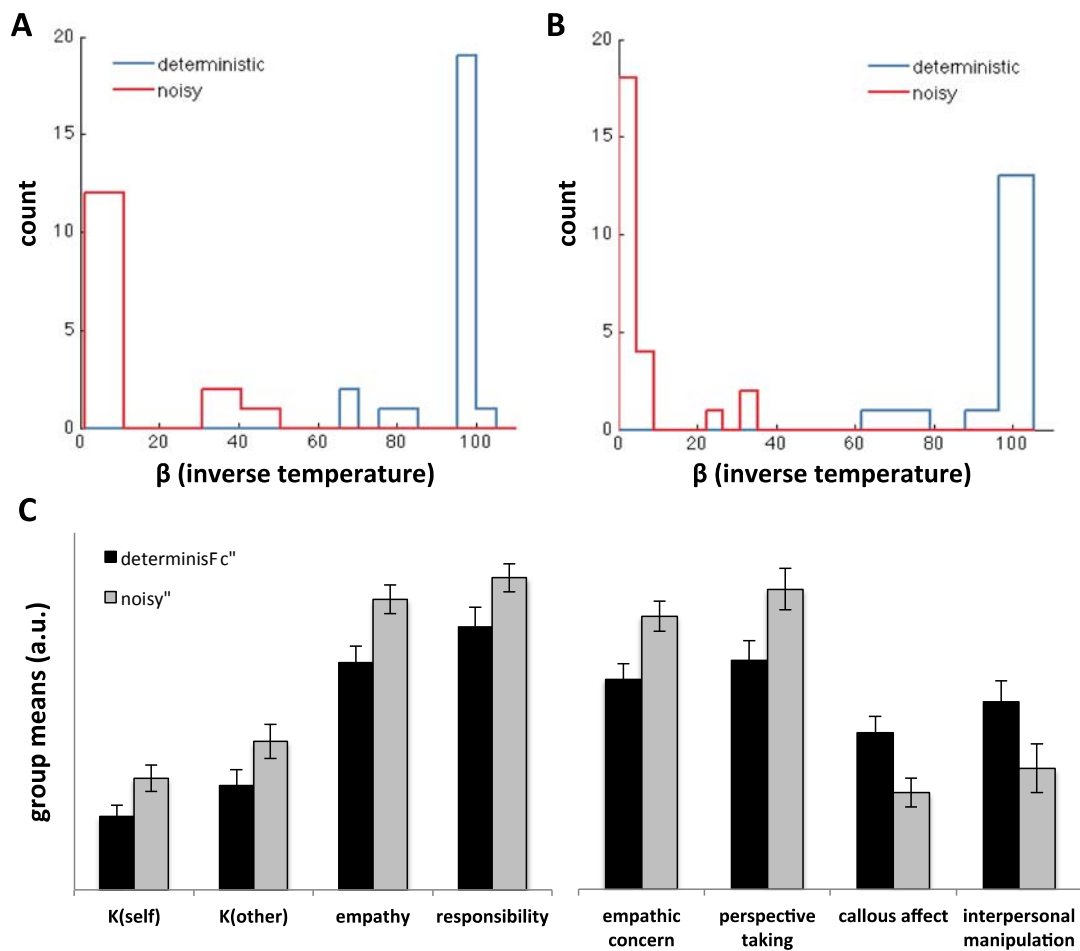 A
20
15
10
5
0
deterministic
noisy
count
0 20 40 60 80 100
β (inverse temperature)
B
20
15
10
5
0
deterministic
noisy
count
0 20 40 60 80 100
β (inverse temperature)
C
determinisFc"
noisy"
group means (a.u.)
K(self) K(other) empathy responsibility
empathic
concern
perspective
taking
callous affect
interpersonal
manipulation